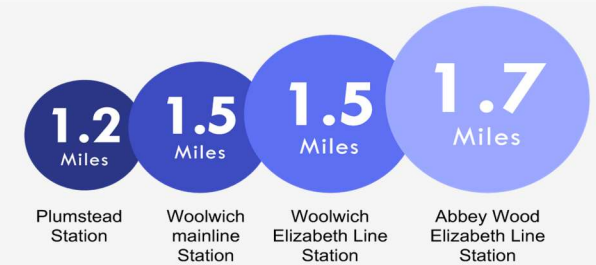 1.2
Miles
1.5
Miles
1.5
Miles
1.7
Miles
Plumstead
Station
Woolwich
mainline
Station
Woolwich
Elizabeth Line
Station
Abbey Wood
Elizabeth Line
Station